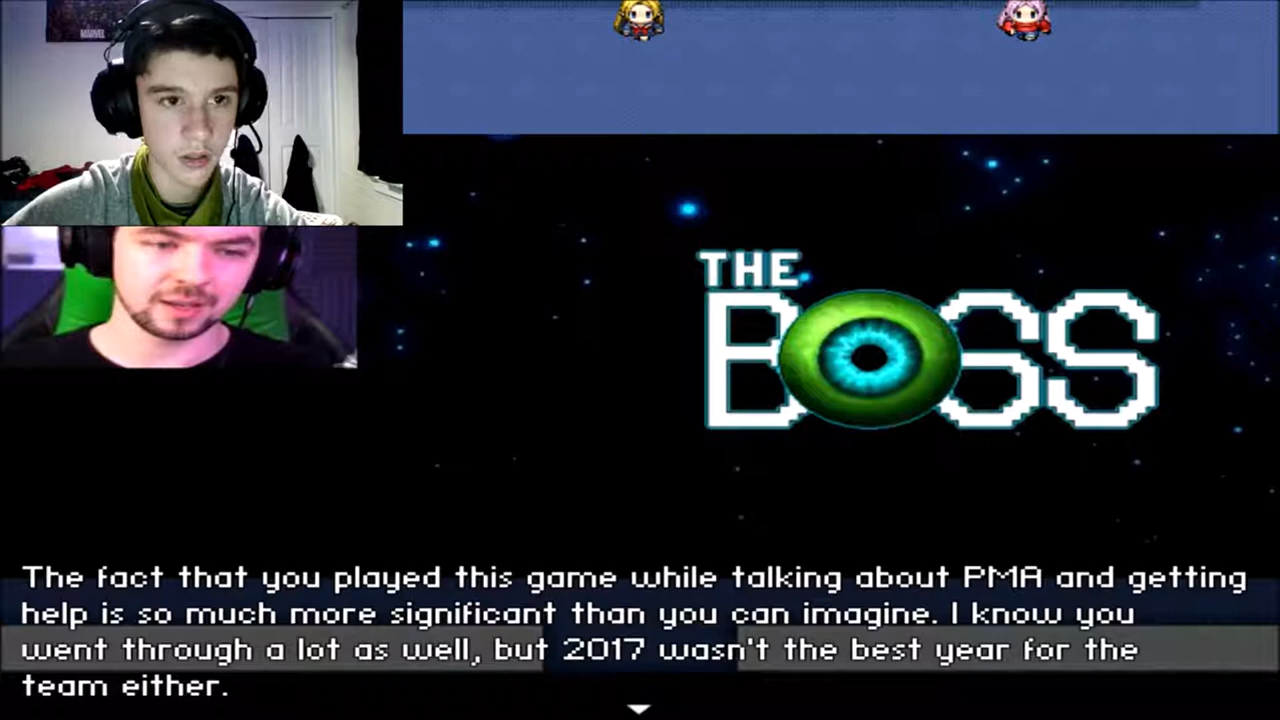 MARVEL
THE
BOSS
The fact that you played this game while talking about PMA and getting
help is so much more significant than you can imagine. I know you
went through a lot as well, but 2017 wasn't the best year for the
team either.